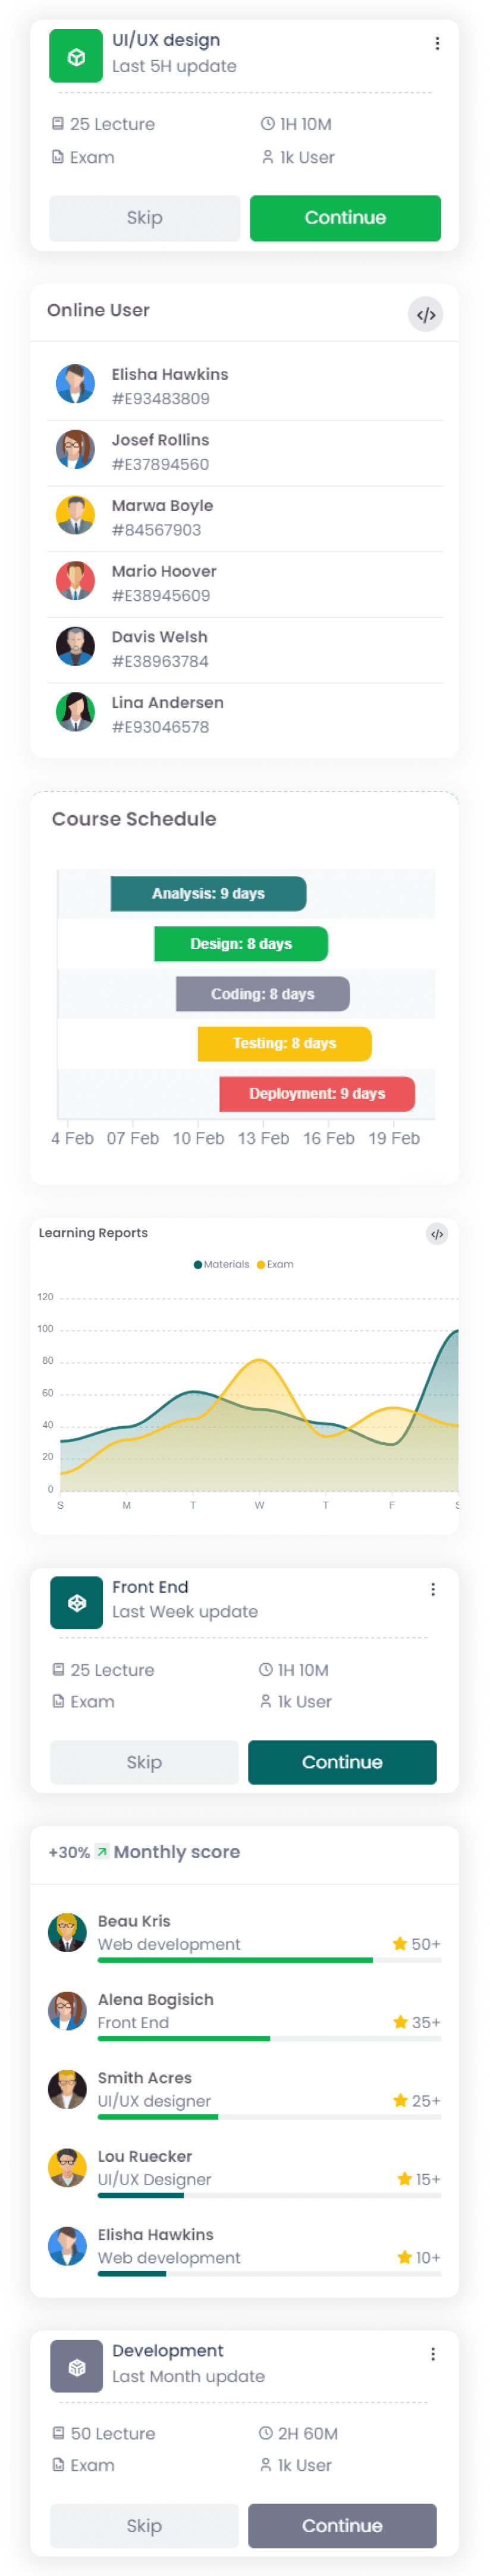 UI/UX design
Last 5H update
25 Lecture 1H 10M
Exam 1k User
Skip Continue
Online User
</>
Elisha Hawkins
#E93483809
Josef Rollins
#E37894560
Marwa Boyle
#84567903
Mario Hoover
#E38945609
Davis Welsh
#E38963784
Lina Andersen
#E93046578
Course Schedule
Analysis: 9 days
Design: 8 days
Coding: 8 days
Testing: 8 days
Deployment: 9 days
4 Feb 07 Feb 10 Feb 13 Feb 16 Feb 19 Feb
Learning Reports
</>
Materials Exam
120
100
80
60
40
20
0
S M T W T F S
Front End
Last Week update
25 Lecture 1H 10M
Exam 1k User
Skip Continue
+30% Monthly score
Beau Kris
Web development 50+
Alena Bogisich
Front End 35+
Smith Acres
UI/UX designer 25+
Lou Ruecker
UI/UX Designer 15+
Elisha Hawkins
Web development 10+
Development
Last Month update
50 Lecture 2H 60M
Exam 1k User
Skip Continue